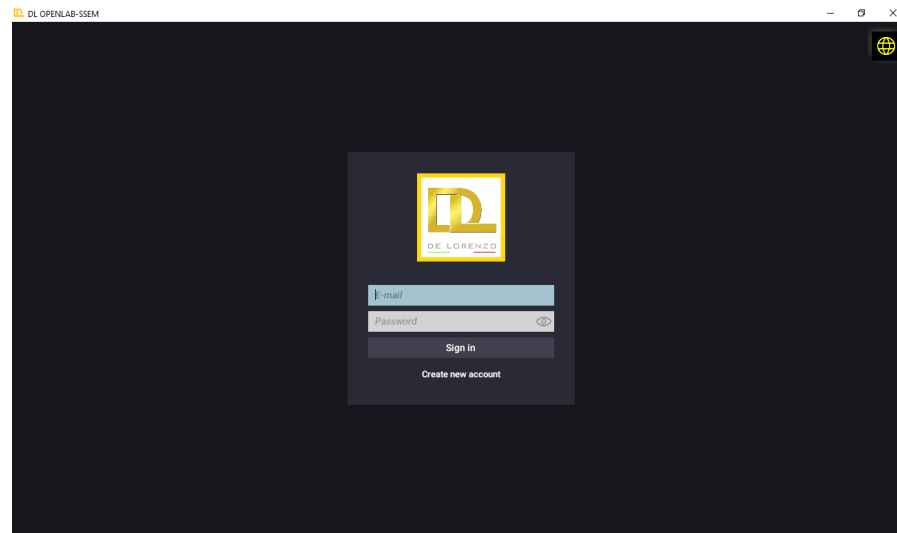 DL OPENLAB-SSEM
DL
DE LORENZO
E-mail
Password
Sign in
Create new account